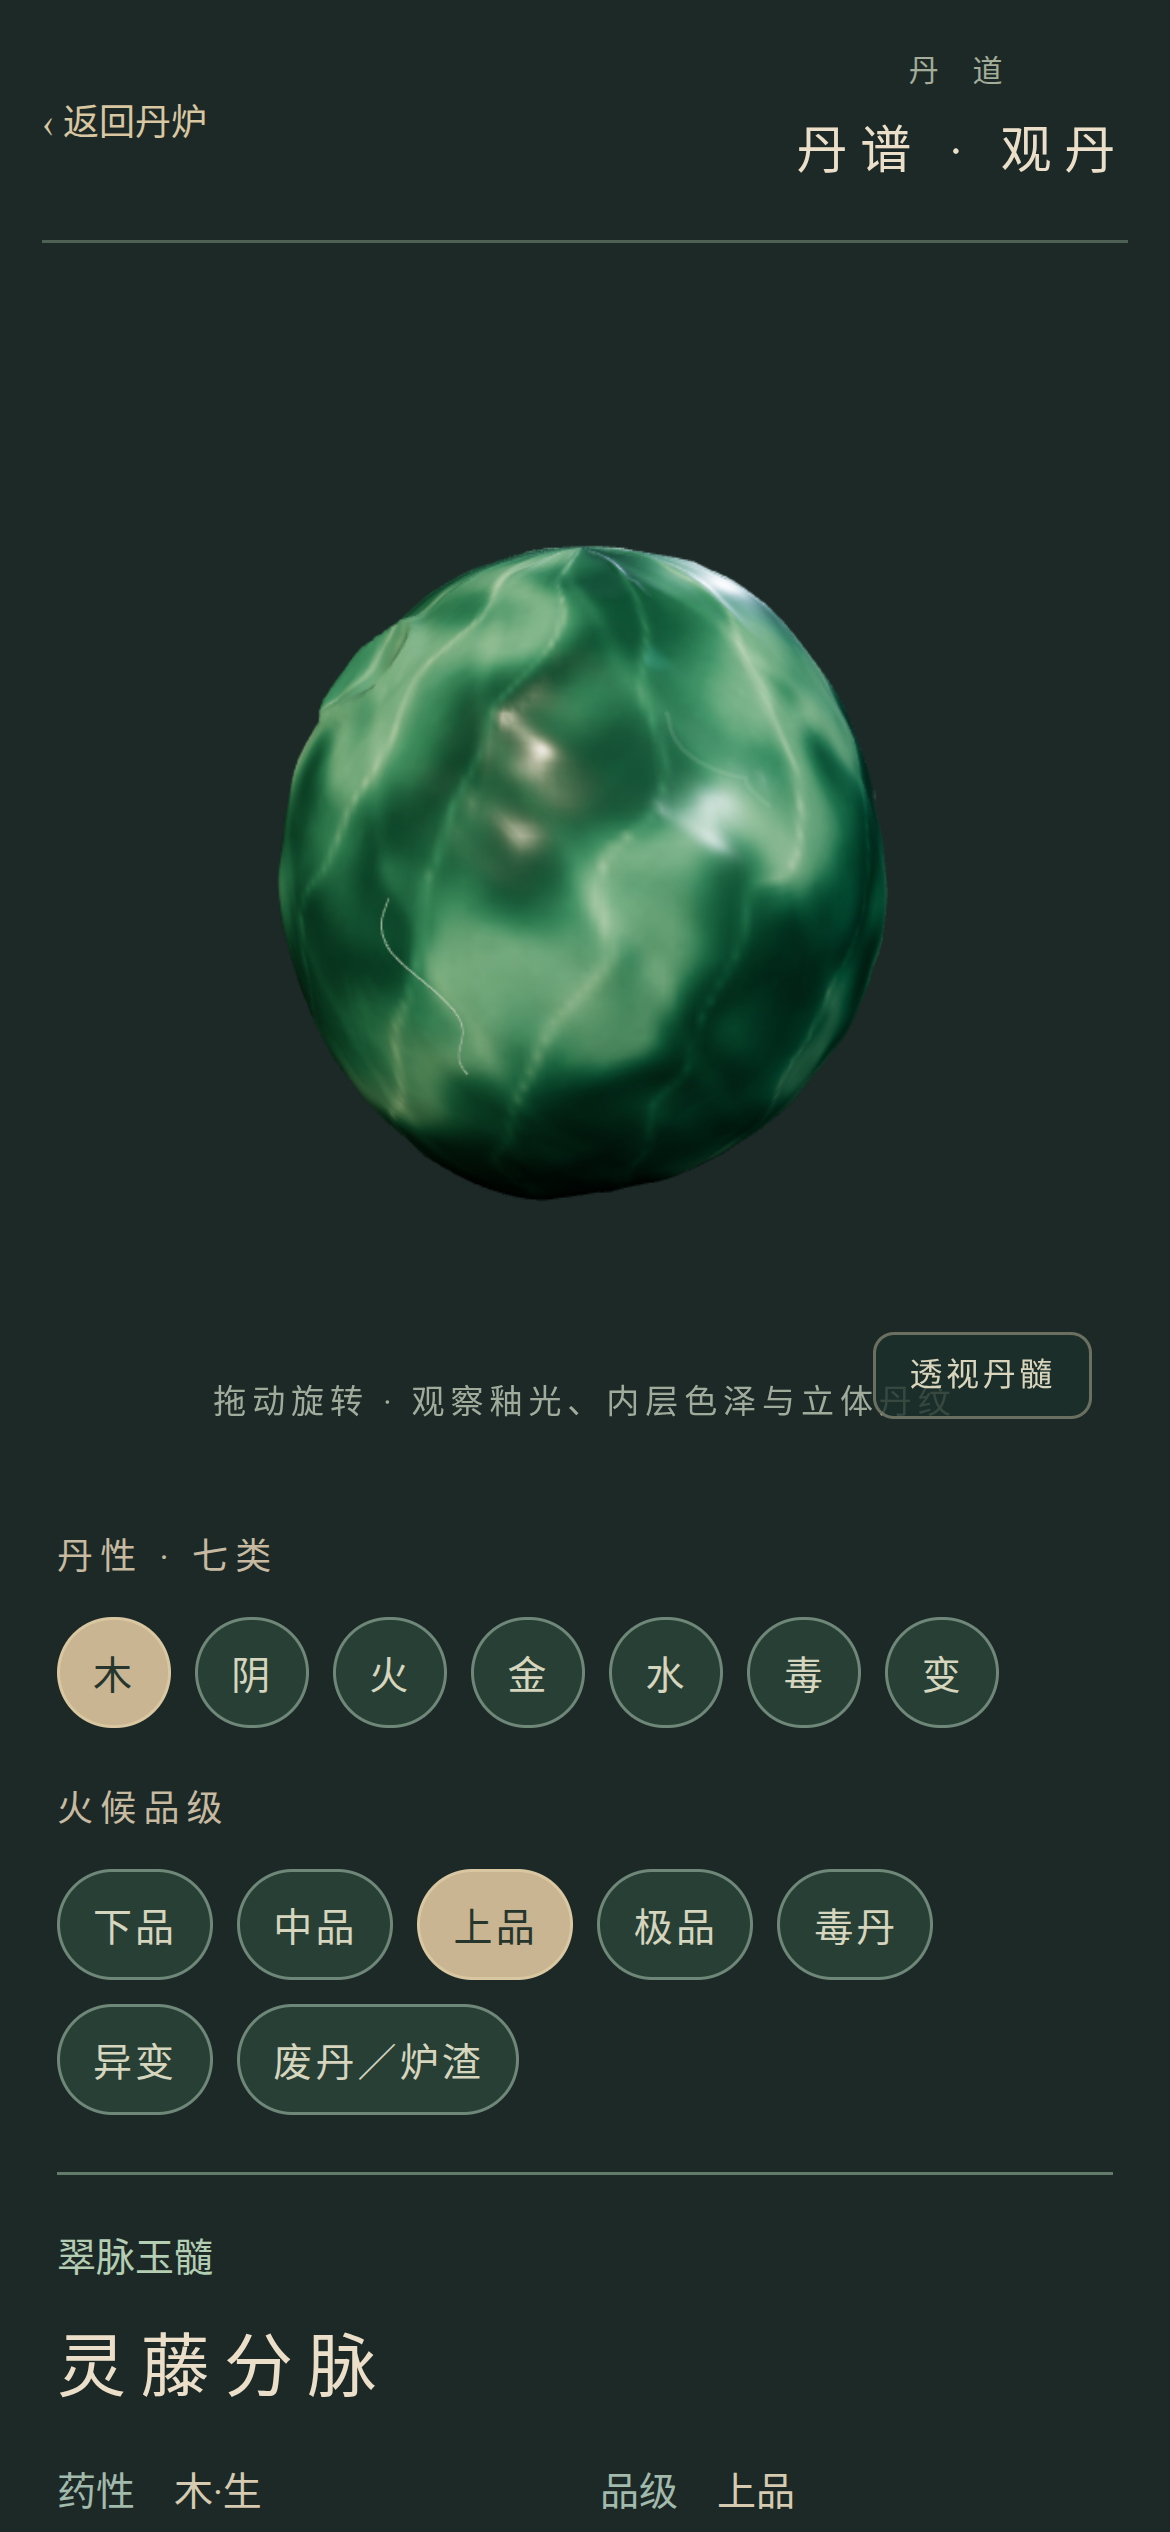 丹 道
‹ 返回丹炉
丹谱 · 观丹
透视丹髓
拖动旋转 · 观察釉光、内层色泽与立体丹纹
丹性 · 七类
木 阴 火 金 水 毒 变
火候品级
下品 中品 上品 极品 毒丹
异变 废丹／炉渣
翠脉玉髓
灵藤分脉
药性 木·生 品级 上品